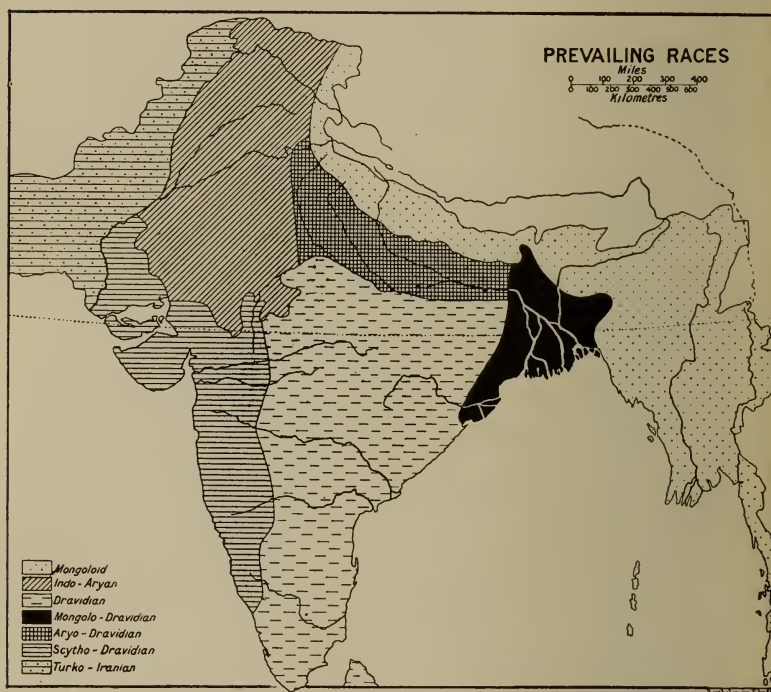 PREVAILING RACES
Miles
0 100 200 300 400
0 100 200 300 400 500 600
Kilometres
Mongoloid
Indo-Aryan
Dravidian
Mongolo-Dravidian
Aryo-Dravidian
Scytho-Dravidian
Turko-Iranian